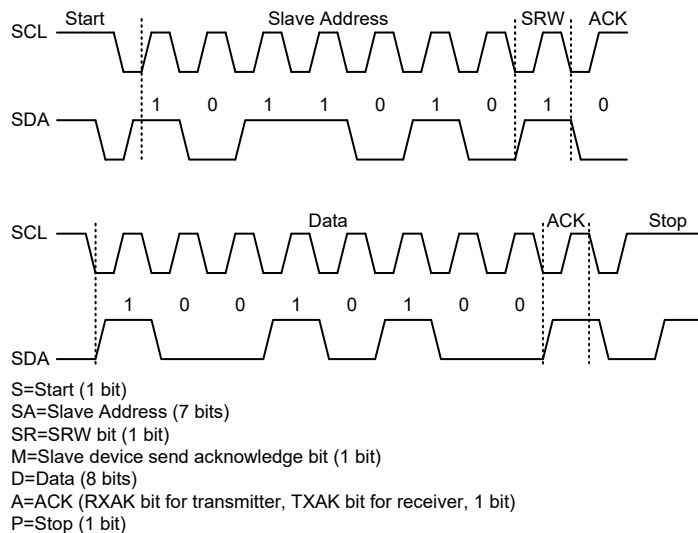 Start Slave Address SRW ACK
SCL
1 0 1 1 0 1 0 1 0
SDA
Data ACK Stop
SCL
1 0 0 1 0 1 0 0
SDA
S=Start (1 bit)
SA=Slave Address (7 bits)
SR=SRW bit (1 bit)
M=Slave device send acknowledge bit (1 bit)
D=Data (8 bits)
A=ACK (RXAK bit for transmitter, TXAK bit for receiver, 1 bit)
P=Stop (1 bit)